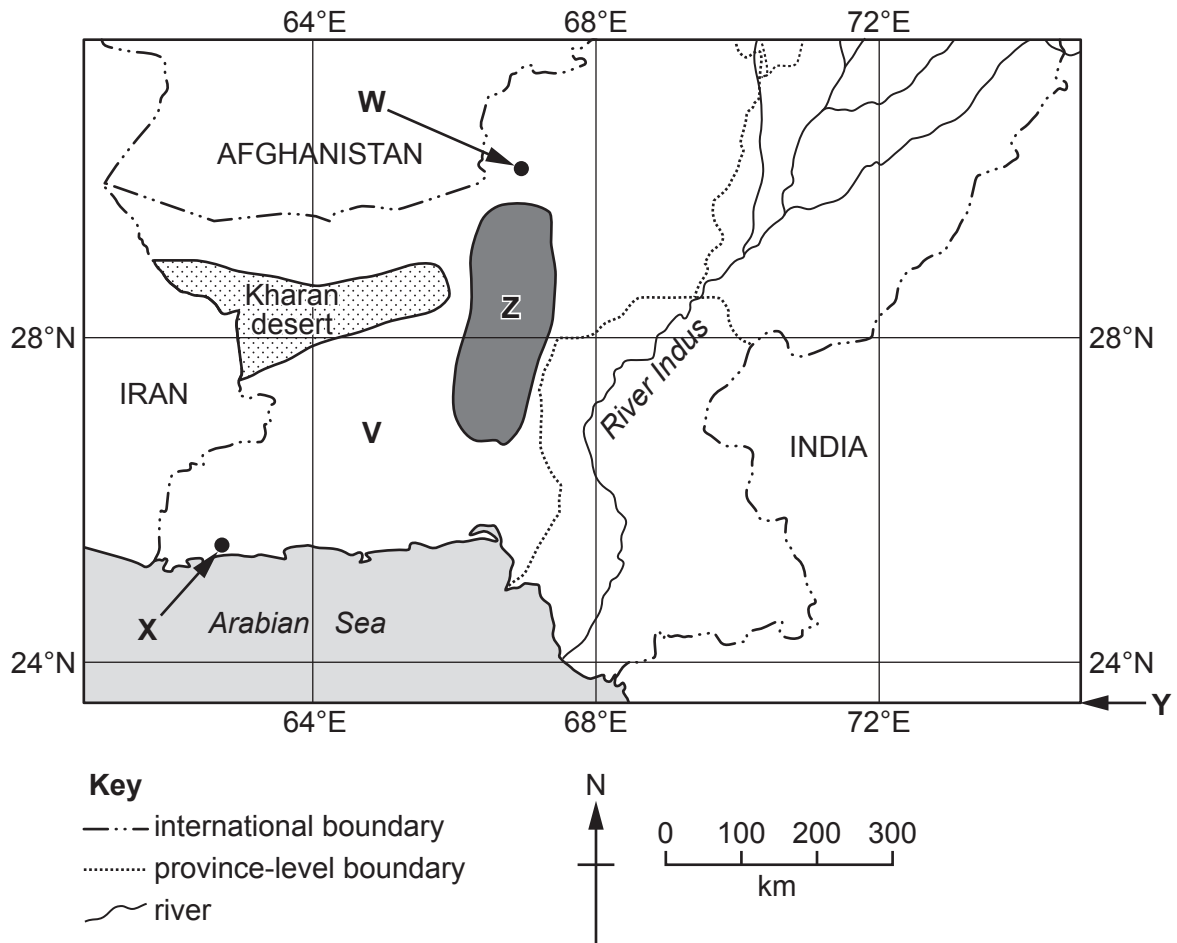 64°E 68°E 72°E
W
AFGHANISTAN
Kharan
desert
Z
28°N 28°N
River Indus
IRAN
V
INDIA
X
Arabian Sea
24°N 24°N
64°E 68°E 72°E
Y
Key
international boundary
province-level boundary
river
N
0 100 200 300
km